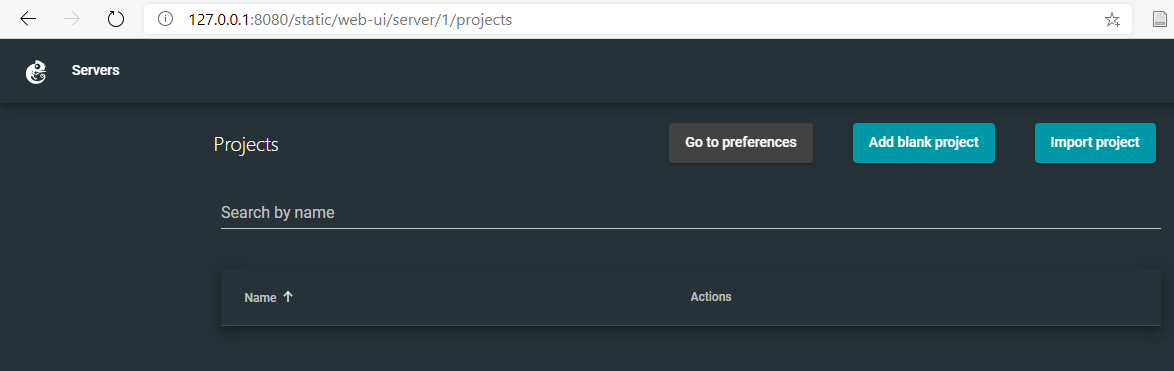 127.0.0.1:8080/static/web-ui/server/1/projects
Servers
Projects
Go to preferences
Add blank project
Import project
Search by name
Name
Actions